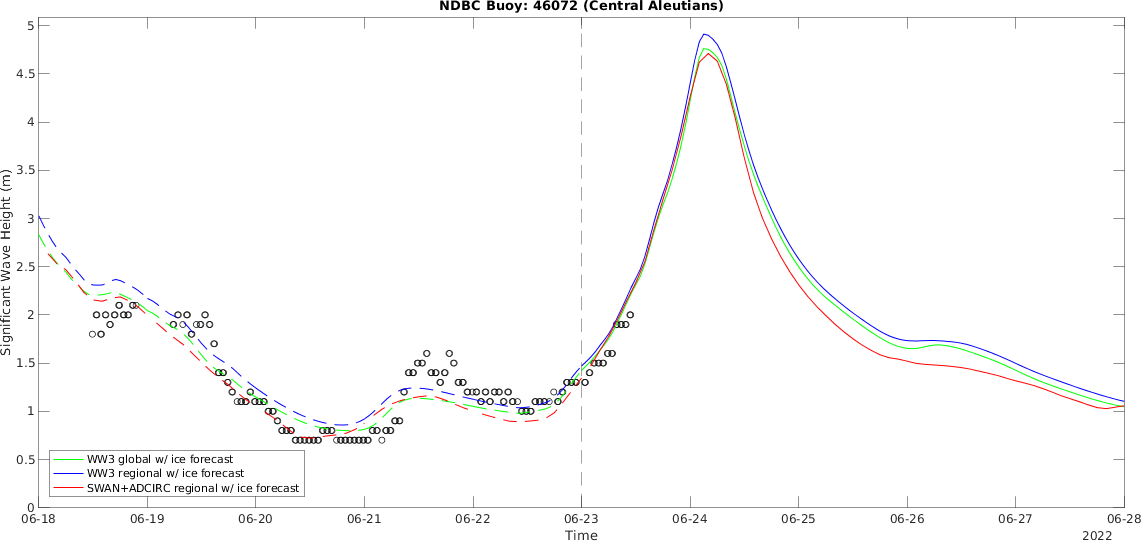 NDBC Buoy: 46072 (Central Aleutians)
5
4.5
4
3.5
3
2.5
2
1.5
1
0.5
0
Significant Wave Height (m)
WW3 global w/ ice forecast
WW3 regional w/ ice forecast
SWAN+ADCIRC regional w/ ice forecast
06-18 06-19 06-20 06-21 06-22 06-23 06-24 06-25 06-26 06-27 06-28
Time
2022